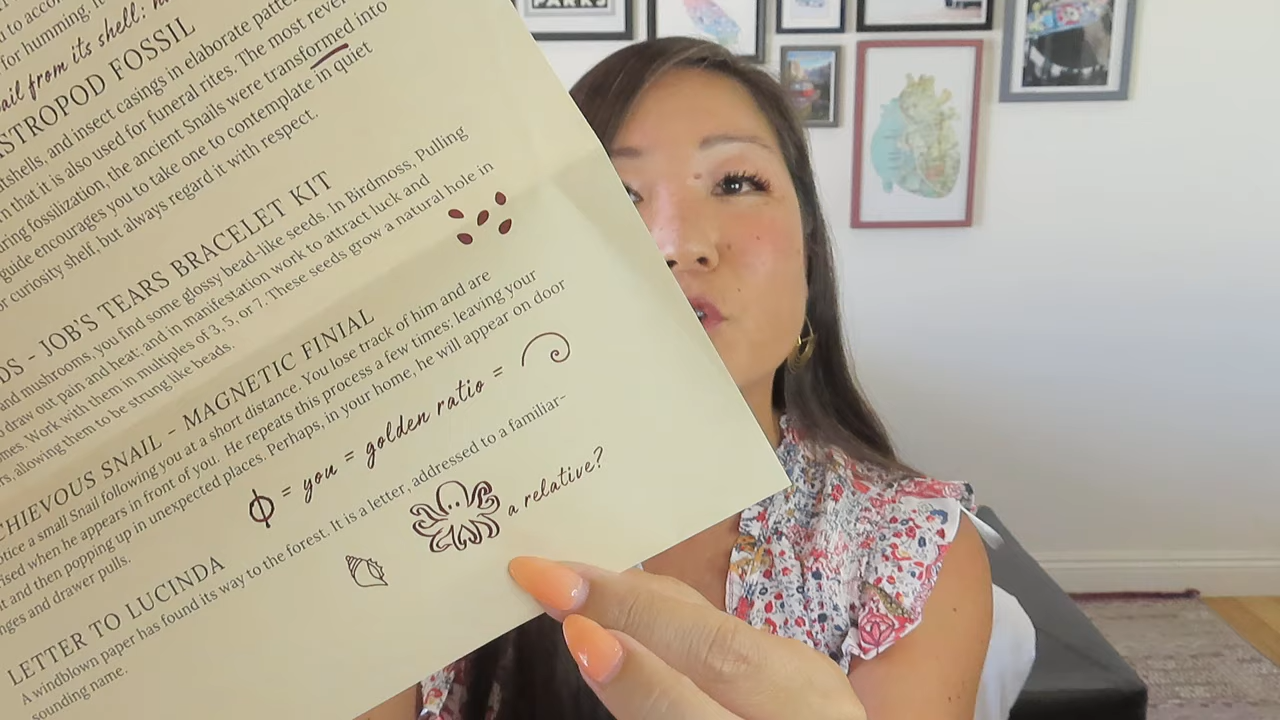 PARKS
to accor
for humming. It
ail from its shell: h
STROPOD FOSSIL
tshells, and insect casings in elaborate patte
rn that it is also used for funeral rites. The most rever
uring fossilization, the ancient Snails were transformed into
guide encourages you to take one to contemplate in quiet
or curiosity shelf, but always regard it with respect.
DS - JOB'S TEARS BRACELET KIT
and mushrooms, you find some glossy bead-like seeds. In Birdmoss, Pulling
draw out pain and heat; and in manifestation work to attract luck and
mes. Work with them in multiples of 3, 5, or 7. These seeds grow a natural hole in
rs, allowing them to be strung like beads.
CHIEVOUS SNAIL - MAGNETIC FINIAL
otice a small Snail following you at a short distance. You lose track of him and are
rised when he appears in front of you. He repeats this process a few times: leaving your
t and then popping up in unexpected places. Perhaps, in your home, he will appear on door
nges and drawer pulls.
ϕ = you = golden ratio =
LETTER TO LUCINDA
A windblown paper has found its way to the forest. It is a letter, addressed to a familiar-
sounding name.
a relative?